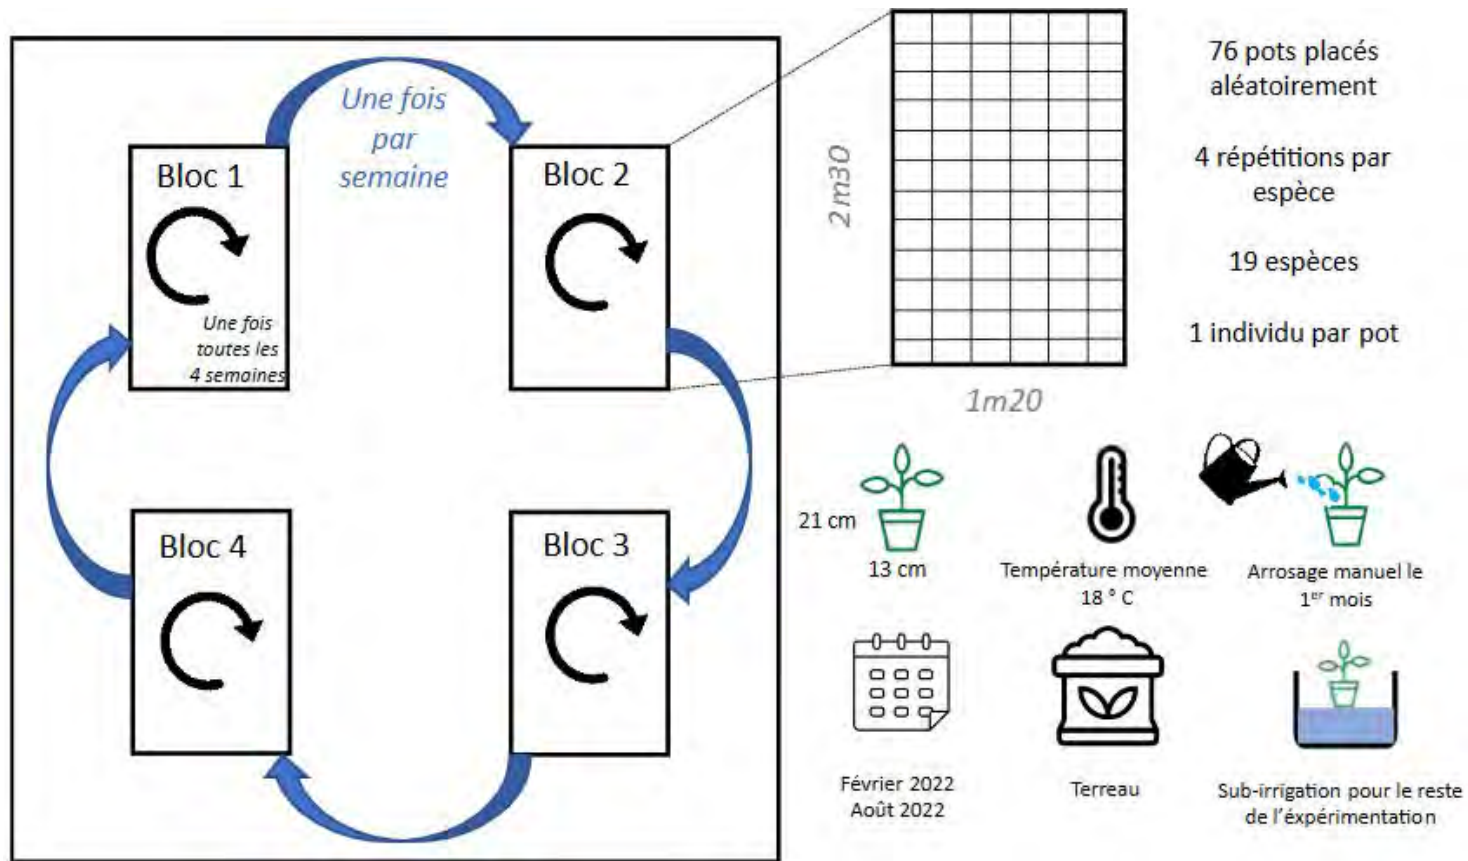 Une fois
par
semaine
Bloc 1
Bloc 2
Une fois
toutes les
4 semaines
Bloc 4
Bloc 3
2m30
1m20
76 pots placés
aléatoirement
4 répétitions par
espèce
19 espèces
1 individu par pot
21 cm
13 cm
Température moyenne
18 ° C
Arrosage manuel le
1er mois
Février 2022
Août 2022
Terreau
Sub-irrigation pour le reste
de l'éxpérimentation